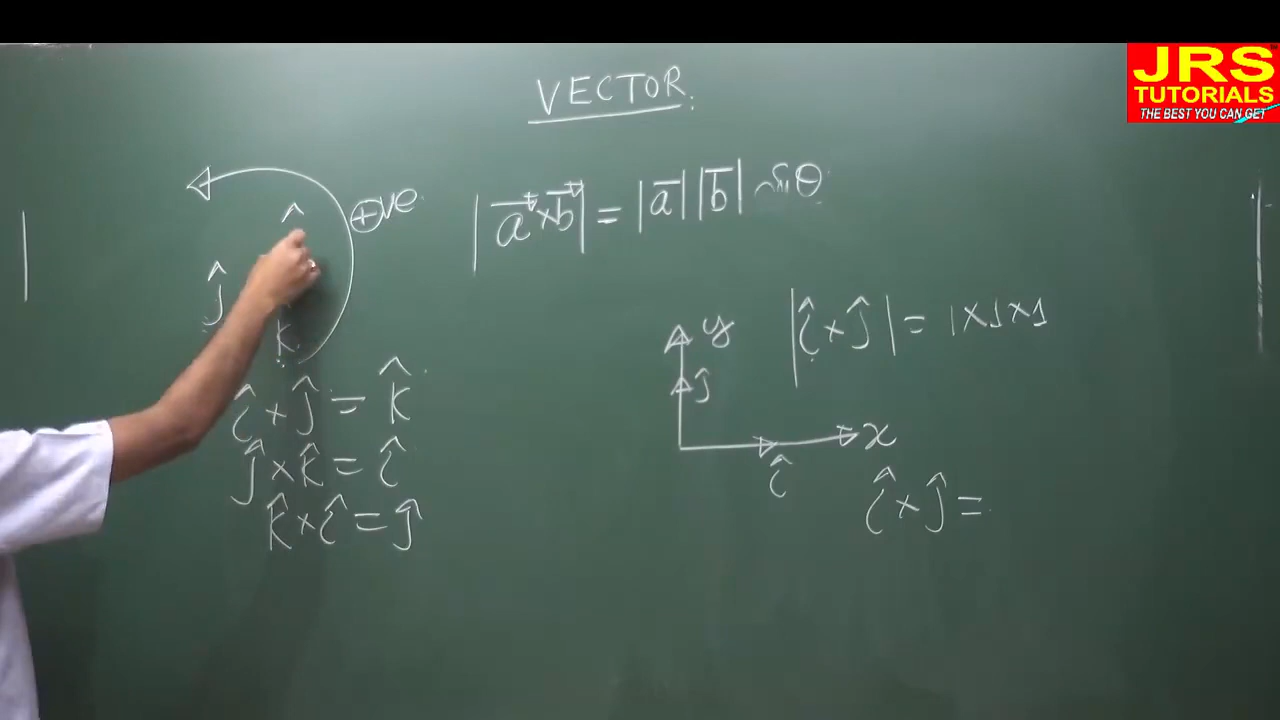 JRS
TUTORIALS
THE BEST YOU CAN GET
VECTOR
⊕ve
|a⃗ × b⃗| = |a̅| |b̅| sinθ
ĵ
k̂
î × ĵ = k̂
ĵ × k̂ = î
k̂ × î = ĵ
y
ĵ
x
î
|î × ĵ| = 1×1×1
î × ĵ =